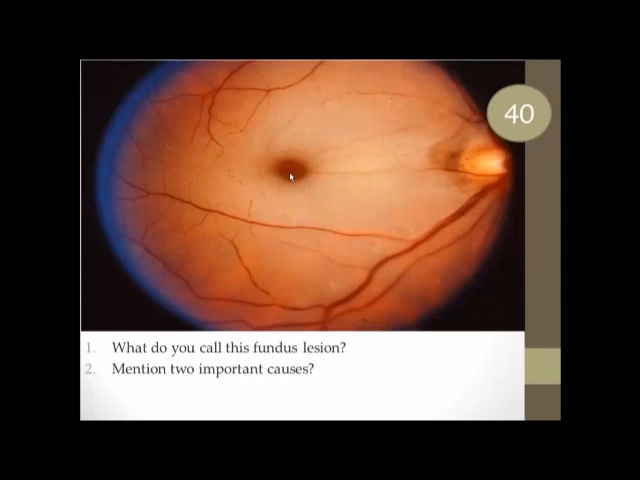 40
1. What do you call this fundus lesion?
2. Mention two important causes?